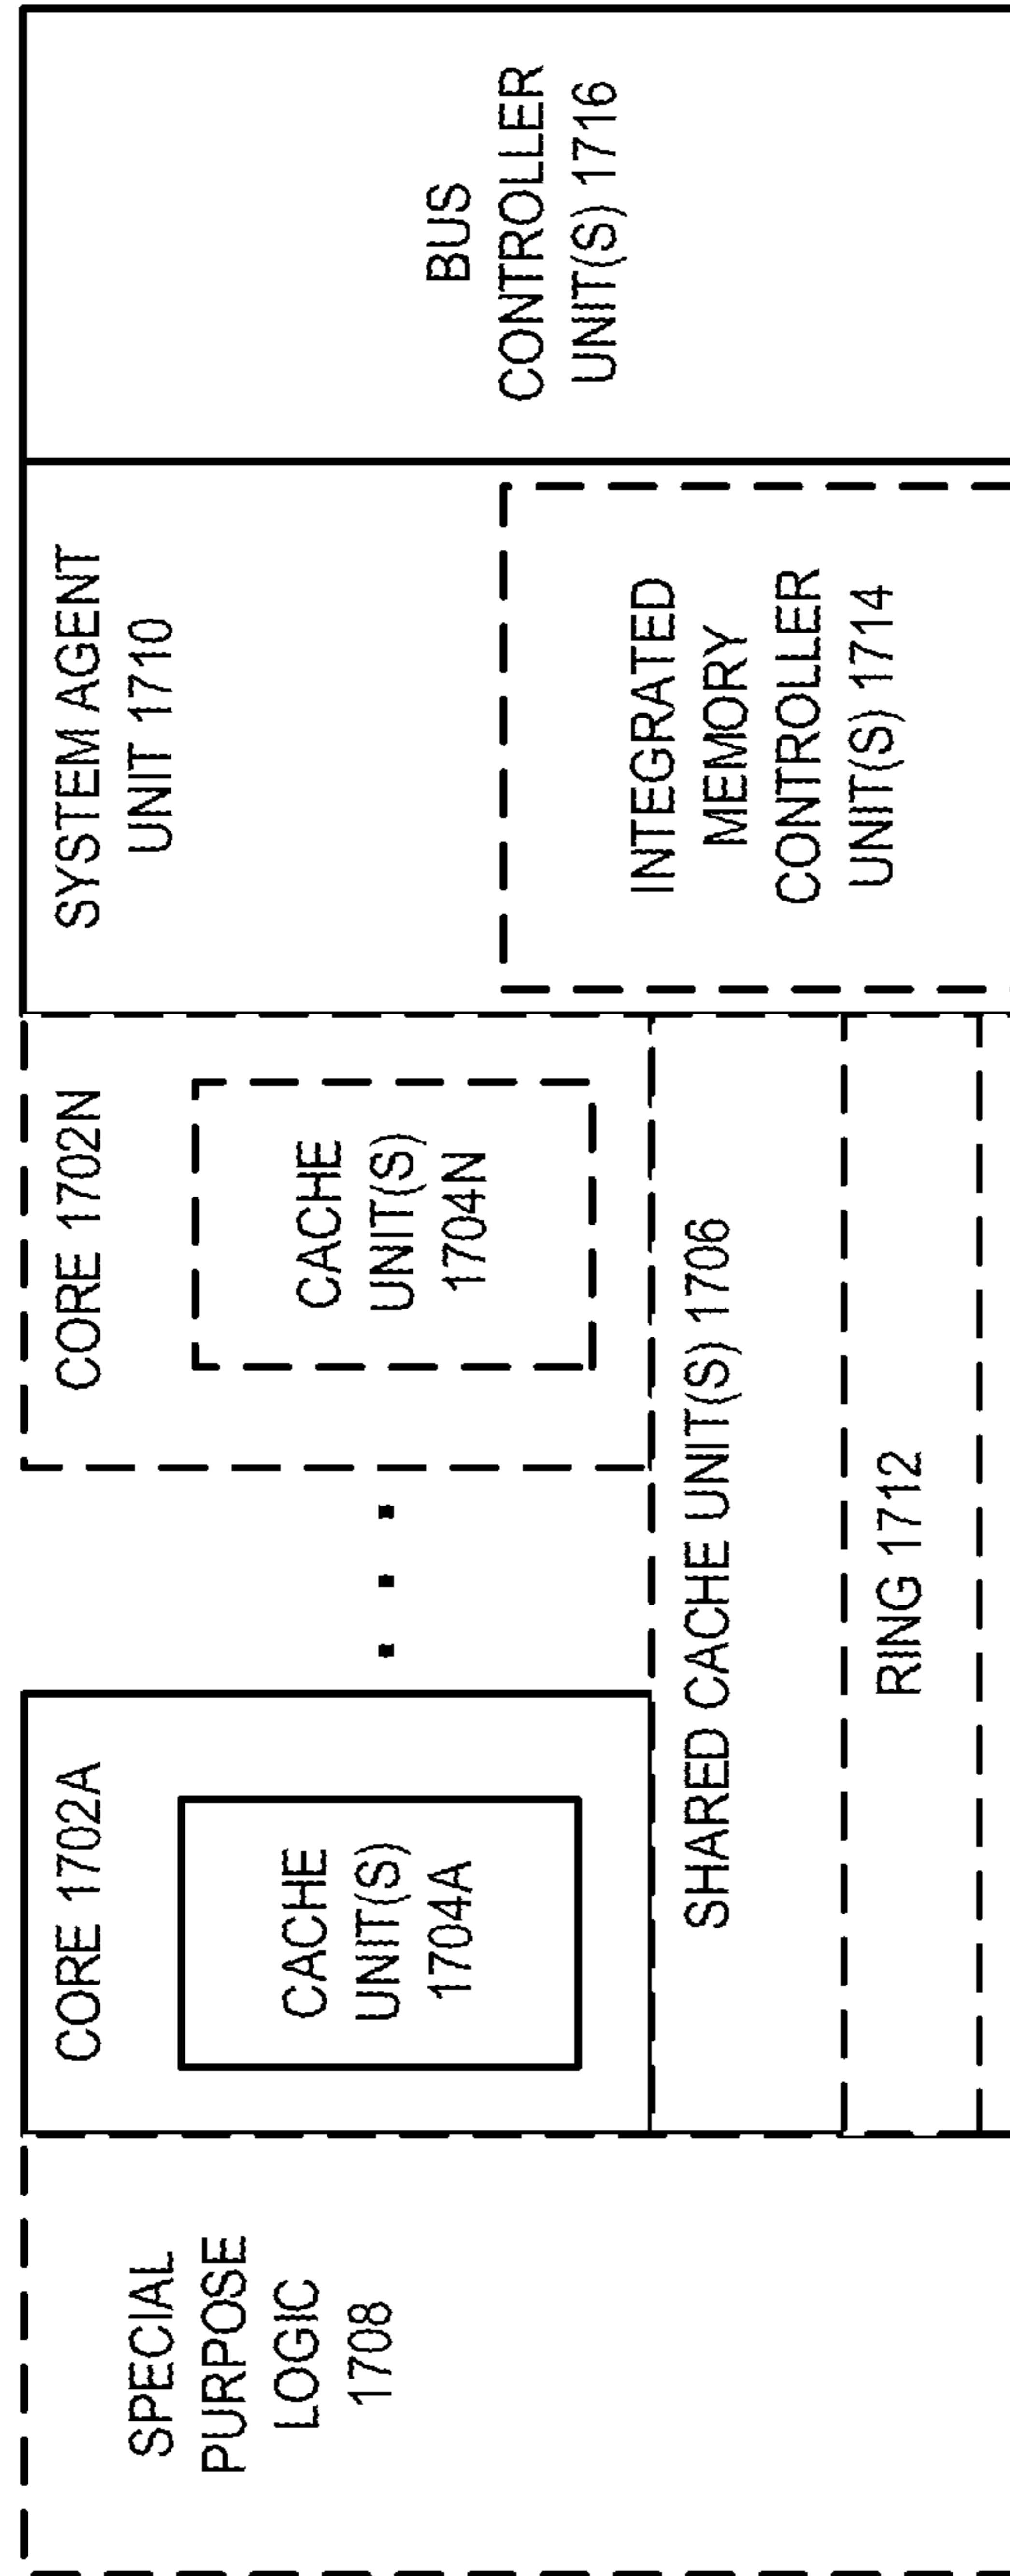 SPECIAL
PURPOSE
LOGIC
1708
CORE 1702A
CACHE
UNIT(S)
1704A
CORE 1702N
CACHE
UNIT(S)
1704N
SHARED CACHE UNIT(S) 1706
RING 1712
SYSTEM AGENT
UNIT 1710
INTEGRATED
MEMORY
CONTROLLER
UNIT(S) 1714
BUS
CONTROLLER
UNIT(S) 1716